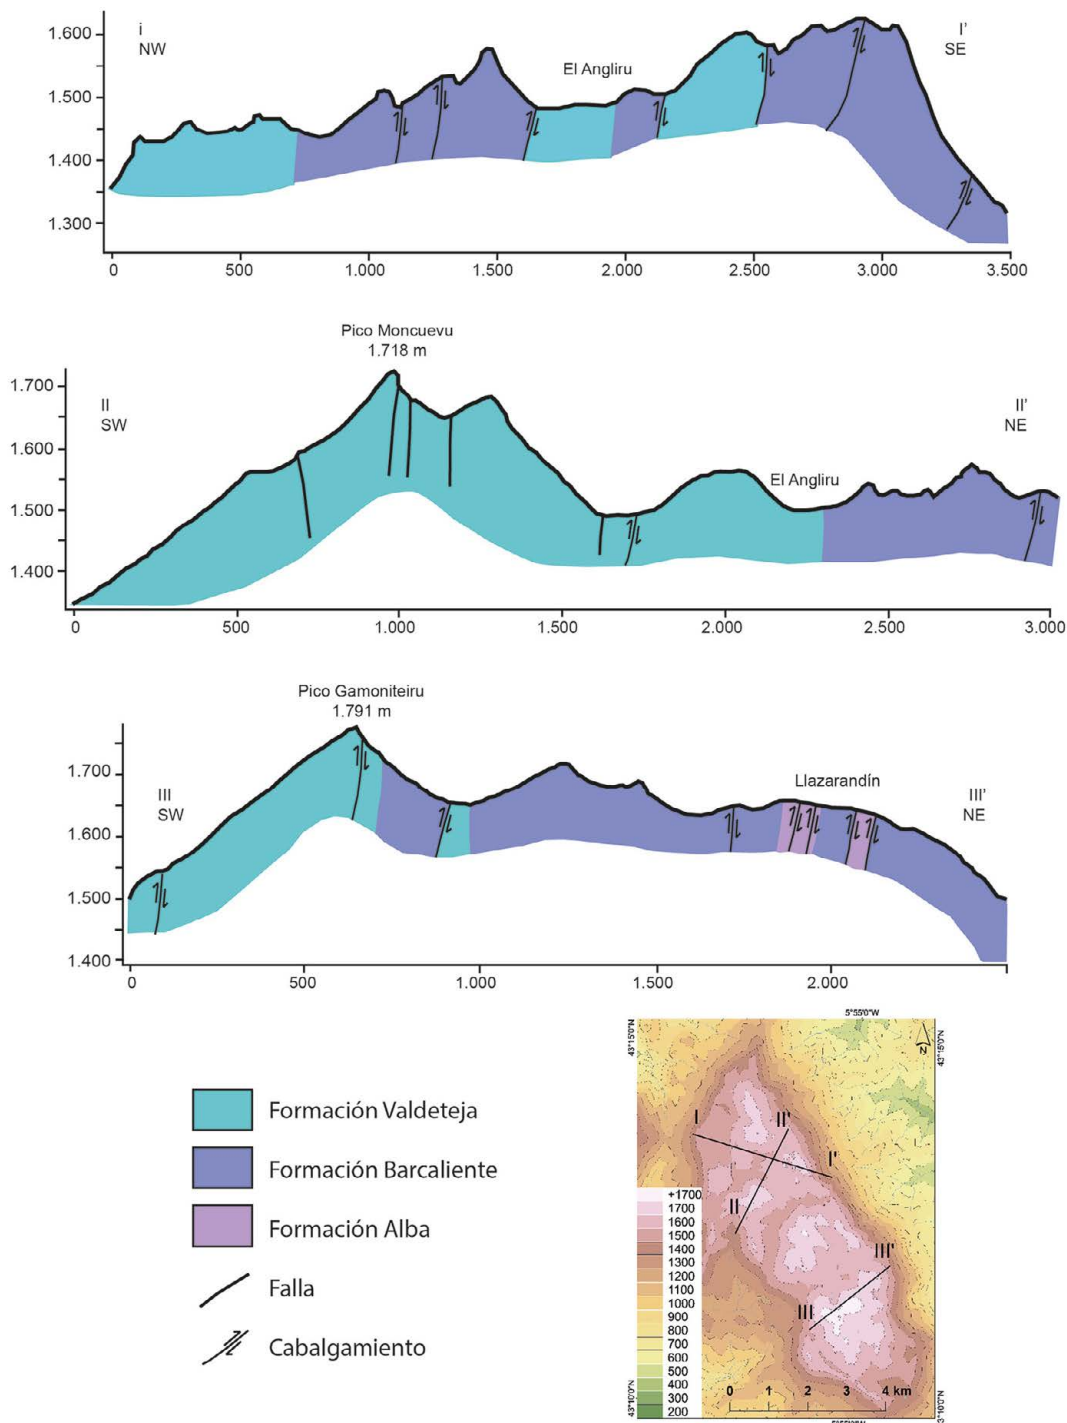 i
NW
El Angliru
I'
SE
1.600
1.500
1.400
1.300
0 500 1.000 1.500 2.000 2.500 3.000 3.500
Pico Moncuevu
1.718 m
II
SW
El Angliru
II'
NE
1.700
1.600
1.500
1.400
0 500 1.000 1.500 2.000 2.500 3.000
Pico Gamoniteiru
1.791 m
III
SW
Llazarandín
III'
NE
1.700
1.600
1.500
1.400
0 500 1.000 1.500 2.000
Formación Valdeteja
Formación Barcaliente
Formación Alba
Falla
Cabalgamiento
5°55'0"W
43°15'0"N
43°15'0"N
N
I
II'
I'
II
III'
III
+1700
1700
1600
1500
1400
1300
1200
1100
1000
900
800
700
600
500
400
300
200
0 1 2 3 4 km
43°10'0"N
3°10'0"N